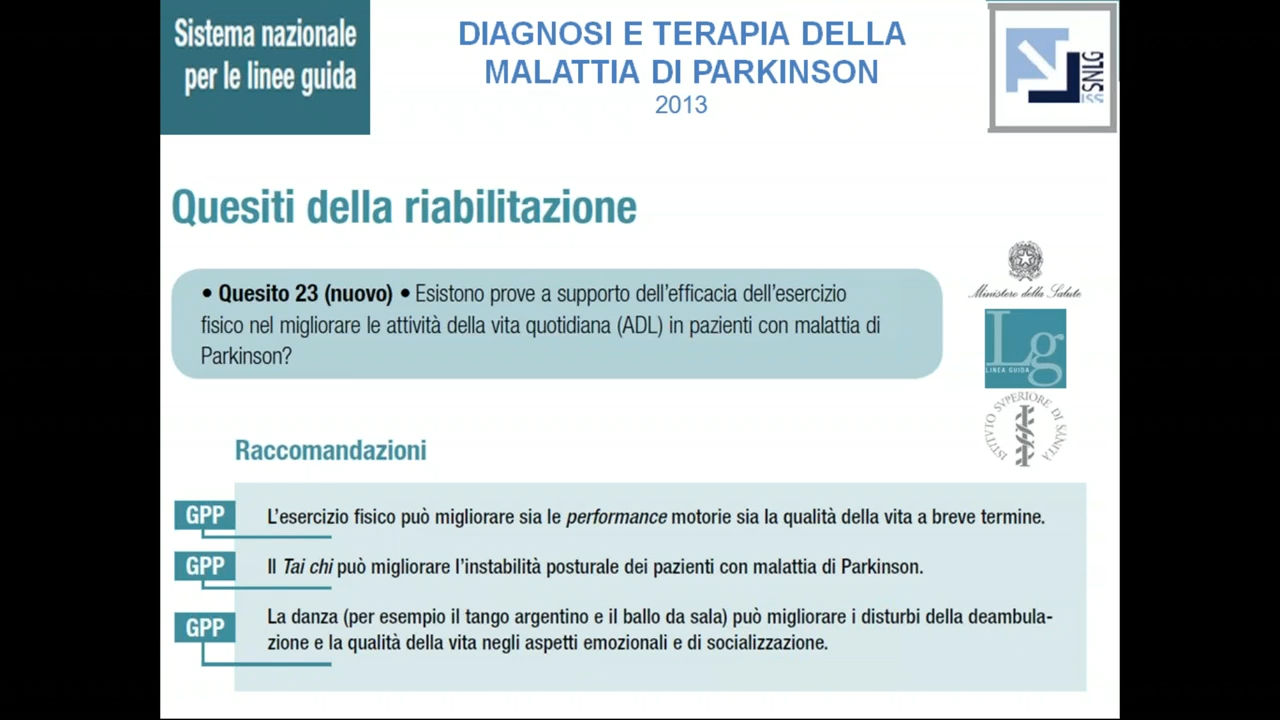 Sistema nazionale
per le linee guida
DIAGNOSI E TERAPIA DELLA
MALATTIA DI PARKINSON
2013
SNLG
ISS
Quesiti della riabilitazione
• Quesito 23 (nuovo) • Esistono prove a supporto dell'efficacia dell'esercizio
fisico nel migliorare le attività della vita quotidiana (ADL) in pazienti con malattia di
Parkinson?
Ministero della Salute
Lg
LINEA GUIDA
ISTITUTO SUPERIORE DI SANITÀ
Raccomandazioni
GPP L'esercizio fisico può migliorare sia le performance motorie sia la qualità della vita a breve termine.
GPP Il Tai chi può migliorare l'instabilità posturale dei pazienti con malattia di Parkinson.
GPP La danza (per esempio il tango argentino e il ballo da sala) può migliorare i disturbi della deambula-
zione e la qualità della vita negli aspetti emozionali e di socializzazione.